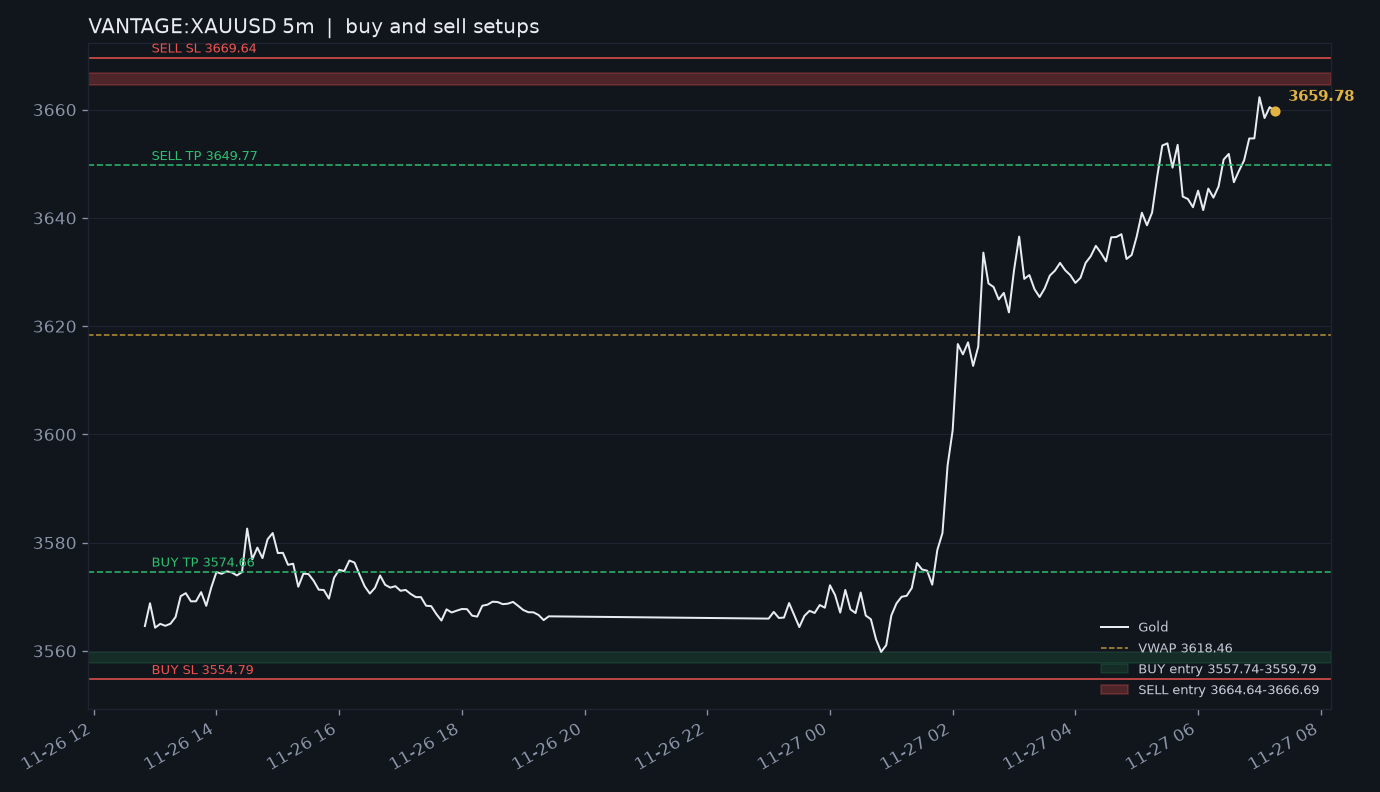 VANTAGE:XAUUSD 5m | buy and sell setups
SELL SL 3669.64
3659.78
3660
SELL TP 3649.77
3640
3620
3600
3580
BUY TP 3574.66
3560
BUY SL 3554.79
Gold
VWAP 3618.46
BUY entry 3557.74-3559.79
SELL entry 3664.64-3666.69
11-26 12
11-26 14
11-26 16
11-26 18
11-26 20
11-26 22
11-27 00
11-27 02
11-27 04
11-27 06
11-27 08